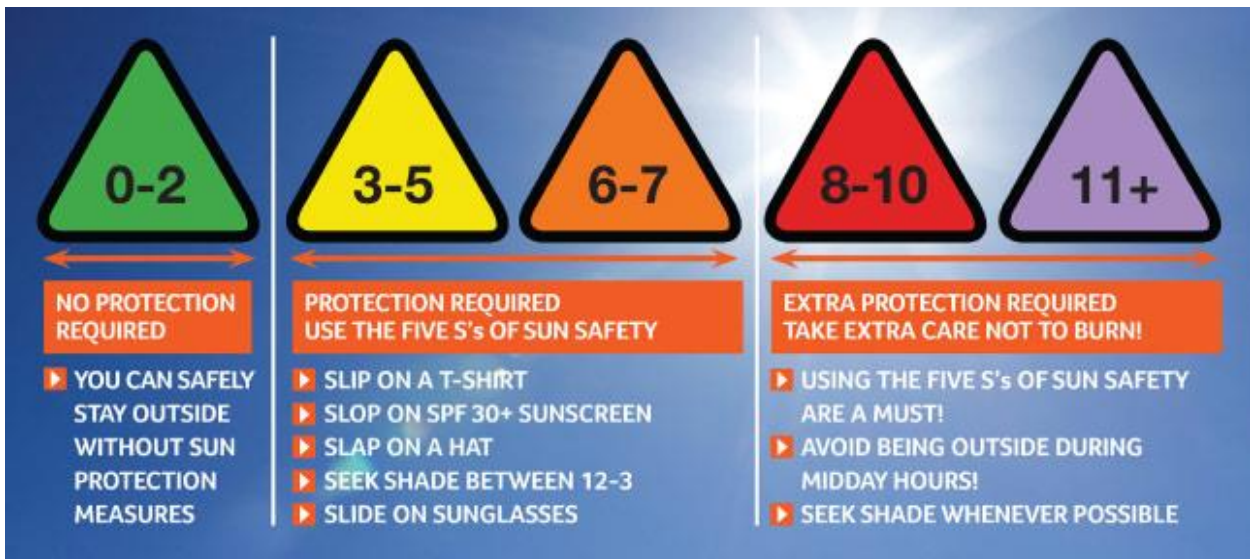 0-2
3-5
6-7
8-10
11+
NO PROTECTION
REQUIRED
YOU CAN SAFELY
STAY OUTSIDE
WITHOUT SUN
PROTECTION
MEASURES
PROTECTION REQUIRED
USE THE FIVE S's OF SUN SAFETY
SLIP ON A T-SHIRT
SLOP ON SPF 30+ SUNSCREEN
SLAP ON A HAT
SEEK SHADE BETWEEN 12-3
SLIDE ON SUNGLASSES
EXTRA PROTECTION REQUIRED
TAKE EXTRA CARE NOT TO BURN!
USING THE FIVE S's OF SUN SAFETY
ARE A MUST!
AVOID BEING OUTSIDE DURING
MIDDAY HOURS!
SEEK SHADE WHENEVER POSSIBLE